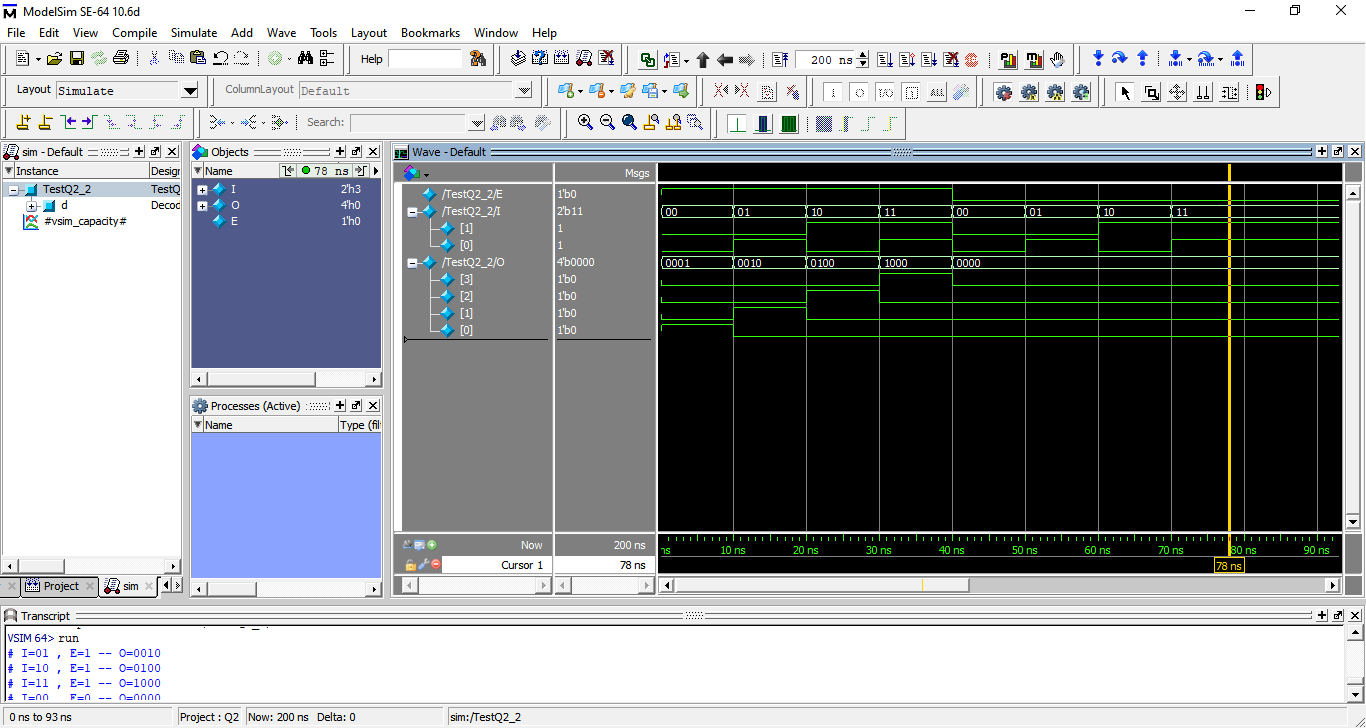 ModelSim SE-64 10.6d
File Edit View Compile Simulate Add Wave Tools Layout Bookmarks Window Help
Help 200 ns
Layout Simulate ColumnLayout Default ALL
Search:
sim - Default
Instance Design
TestQ2_2 TestQ
d Decod
#vsim_capacity#
Project sim
Objects
Name 78 ns
I 2'h3
O 4'h0
E 1'h0
Processes (Active)
Name Type (filt
Wave - Default
Msgs
/TestQ2_2/E 1'b0
/TestQ2_2/I 2'b11 00 01 10 11 00 01 10 11
[1] 1
[0] 1
/TestQ2_2/O 4'b0000 0001 0010 0100 1000 0000
[3] 1'b0
[2] 1'b0
[1] 1'b0
[0] 1'b0
Now 200 ns ns 10 ns 20 ns 30 ns 40 ns 50 ns 60 ns 70 ns 80 ns 90 ns
Cursor 1 78 ns 78 ns
Transcript
VSIM 64> run
# I=01 , E=1 -- O=0010
# I=10 , E=1 -- O=0100
# I=11 , E=1 -- O=1000
# I=00 , E=0 -- O=0000
0 ns to 93 ns Project : Q2 Now: 200 ns Delta: 0 sim:/TestQ2_2